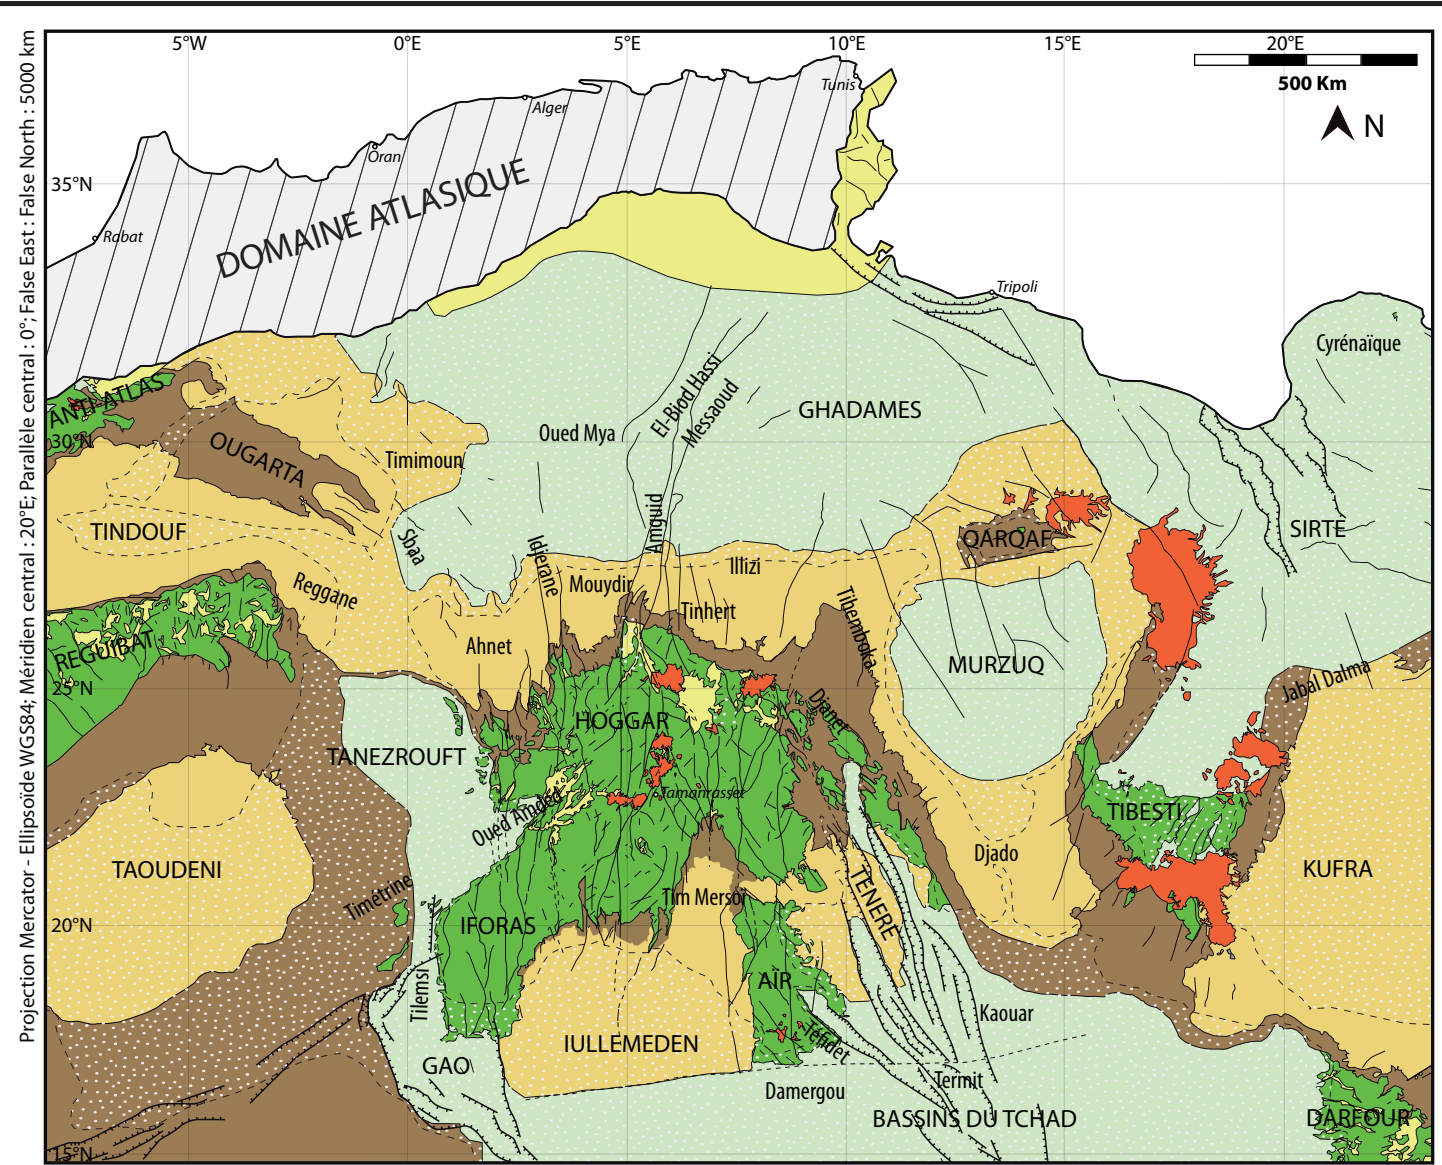 Projection Mercator - Ellipsoïde WGS84; Méridien central : 20°E; Parallèle central : 0°; False East : False North : 5000 km
5°W
0°E
5°E
10°E
15°E
20°E
500 Km
N
Tunis
Alger
Oran
35°N
Rabat
DOMAINE ATLASIQUE
Tripoli
Cyrénaïque
ANTI-ATLAS
30°N
OUGARTA
Timimoun
Oued Mya
El-Biod Hassi
Messaoud
GHADAMES
TINDOUF
Sbaa
Idjerane
Amguid
Illizi
QARQAF
SIRTE
Reggane
Mouydir
Tinhert
Tihemboka
REGUIBAT
Ahnet
MURZUQ
25°N
Jabal Dalma
HOGGAR
Djanet
TANEZROUFT
Tamanrasset
Oued Amded
TIBESTI
TAOUDENI
Djado
KUFRA
Timétrine
Tim Mersoï
TÉNÉRÉ
20°N
IFORAS
AÏR
Tilemsi
Kaouar
IULLEMEDEN
Téfidet
GAO
Termit
Damergou
BASSINS DU TCHAD
DARFOUR
15°N